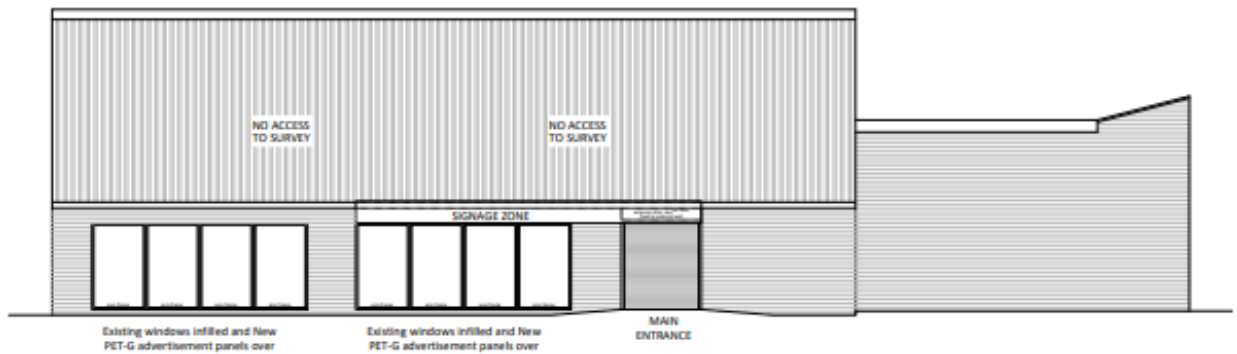 NO ACCESS
TO SURVEY
NO ACCESS
TO SURVEY
SIGNAGE ZONE
Existing windows infilled and New
PET-G advertisement panels over
Existing windows infilled and New
PET-G advertisement panels over
MAIN
ENTRANCE